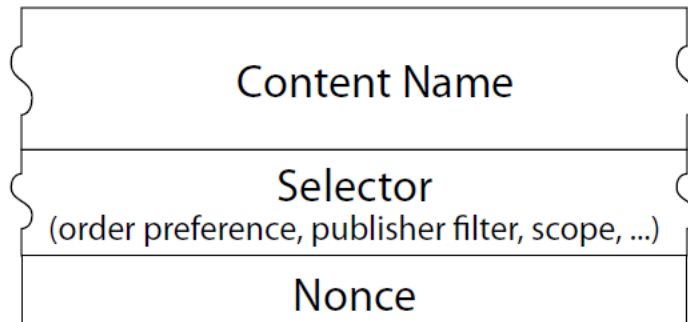 Content Name
Selector
(order preference, publisher filter, scope, ...)
Nonce